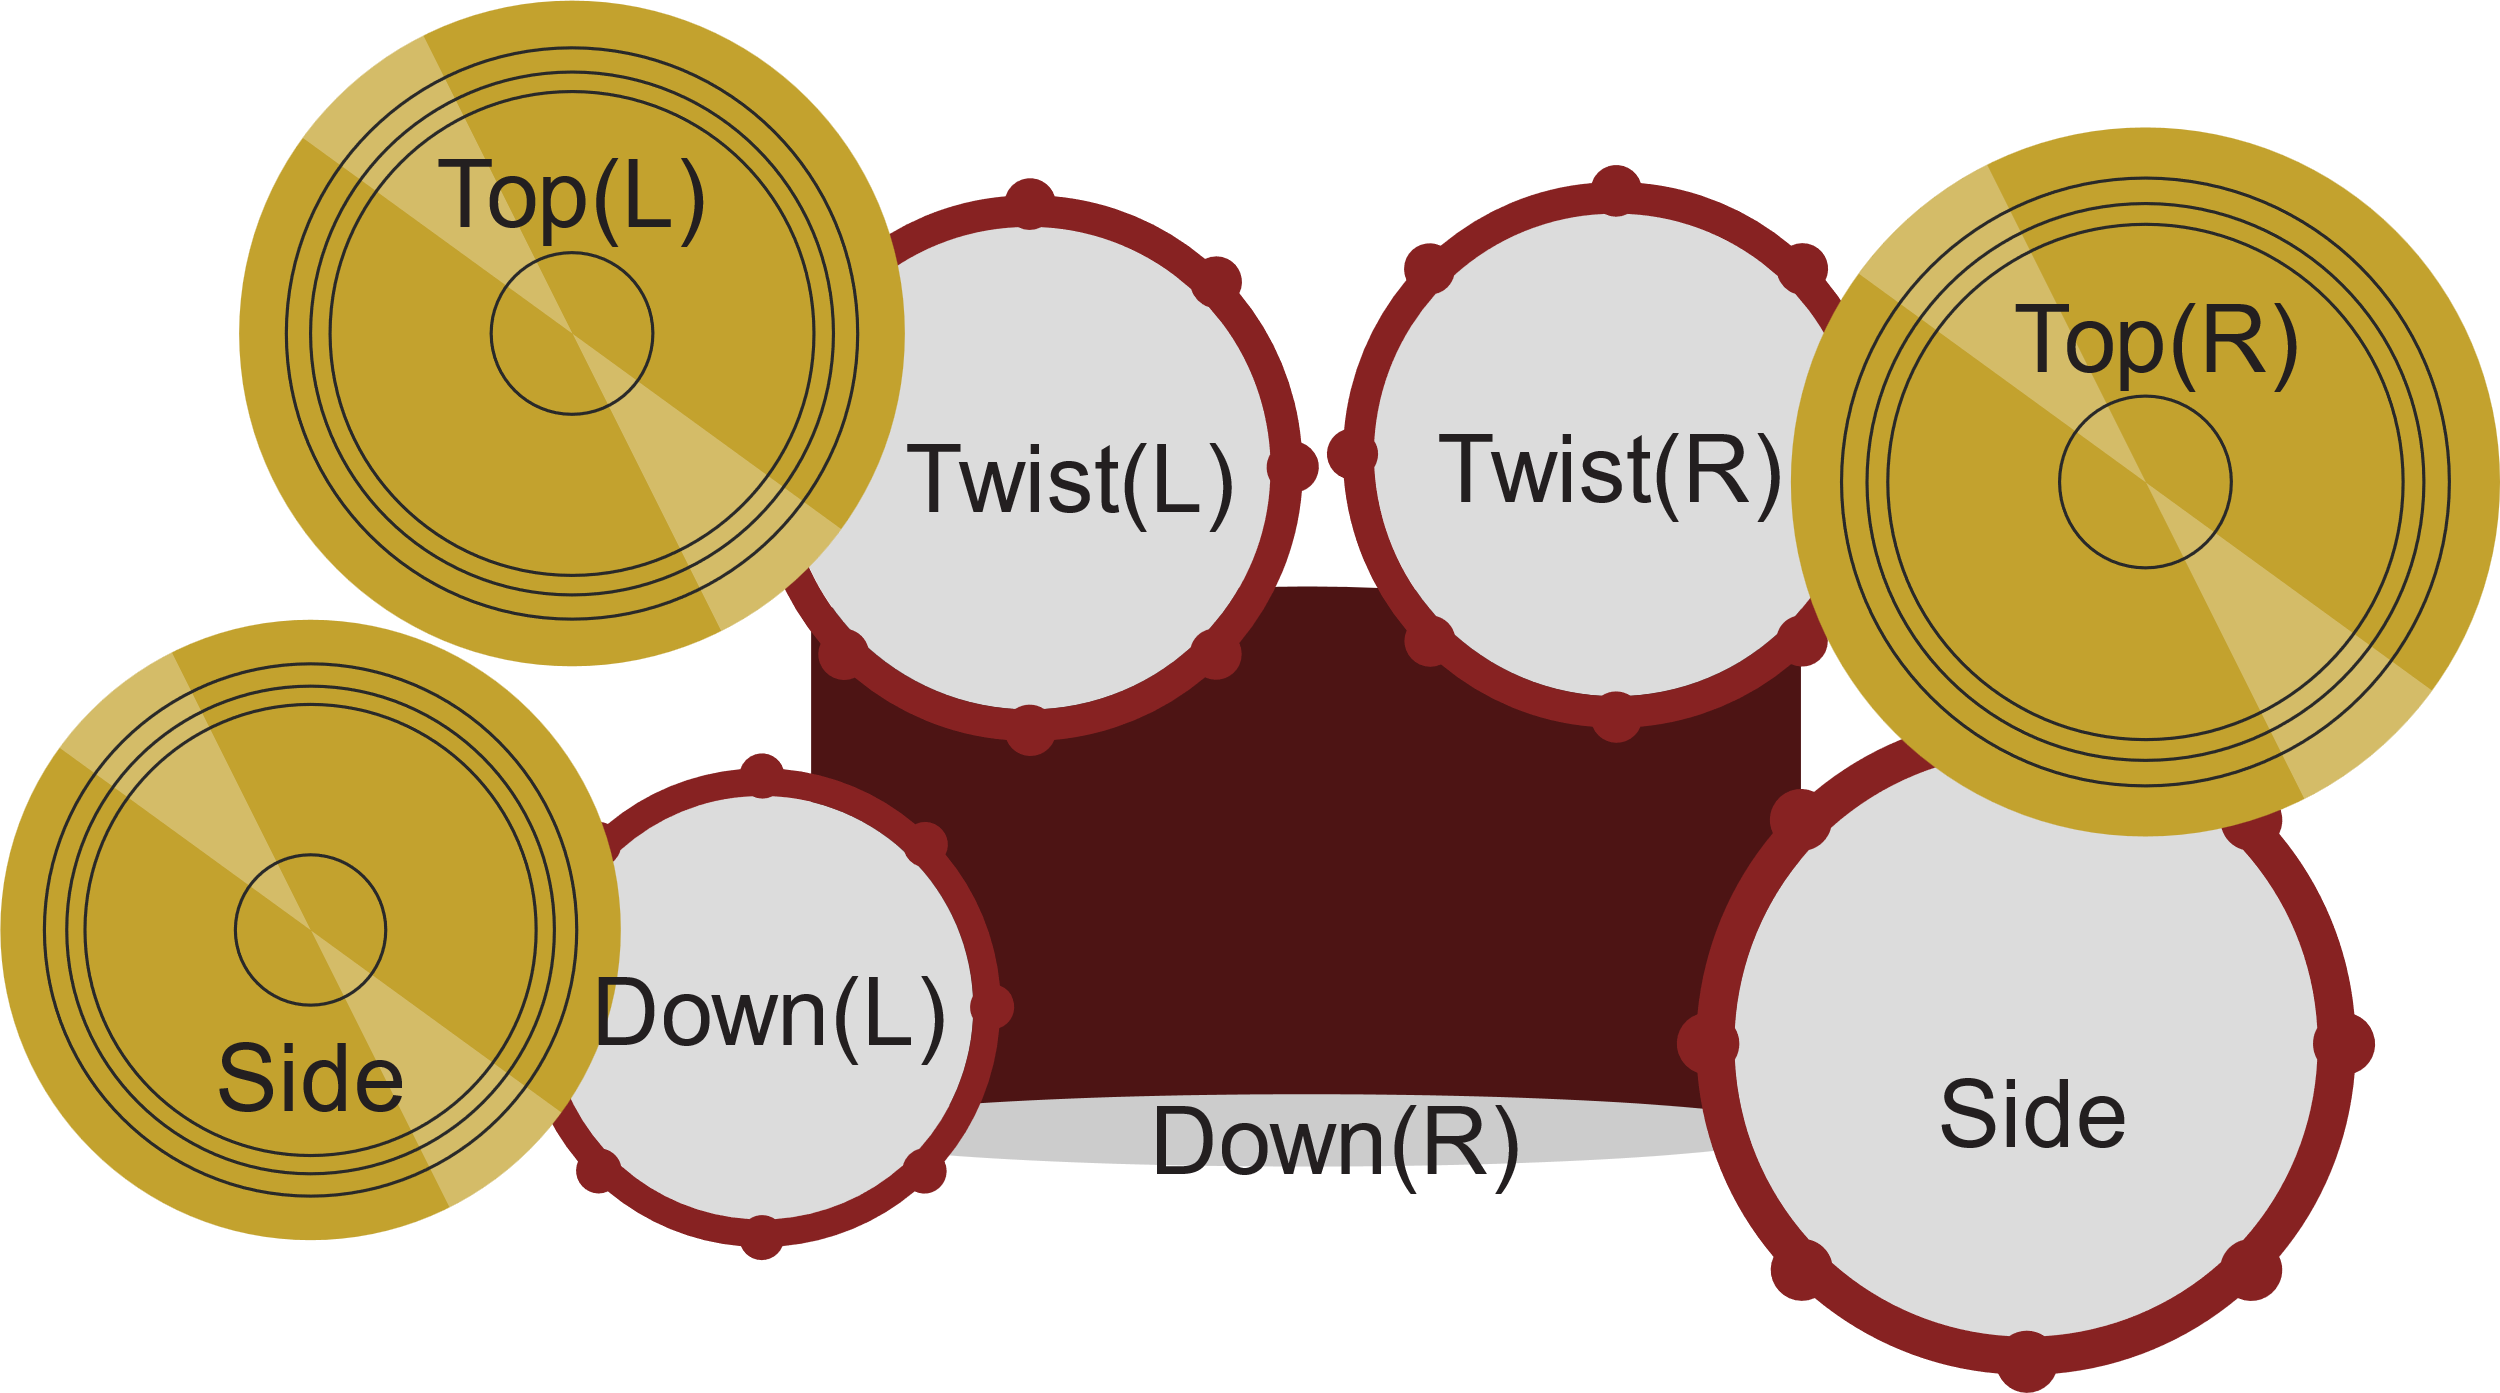 Top(L)
Top(R)
Twist(L)
Twist(R)
Down(L)
Side
Side
Down(R)